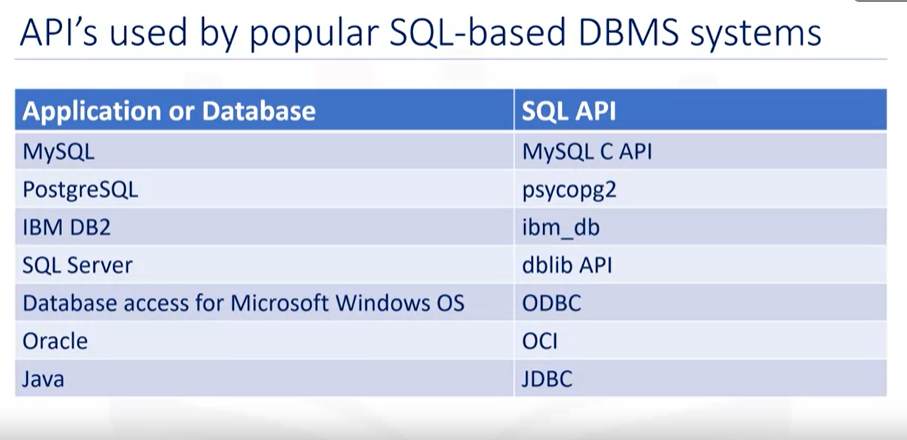 API's used by popular SQL-based DBMS systems
Application or Database SQL API
MySQL MySQL C API
PostgreSQL psycopg2
IBM DB2 ibm_db
SQL Server dblib API
Database access for Microsoft Windows OS ODBC
Oracle OCI
Java JDBC